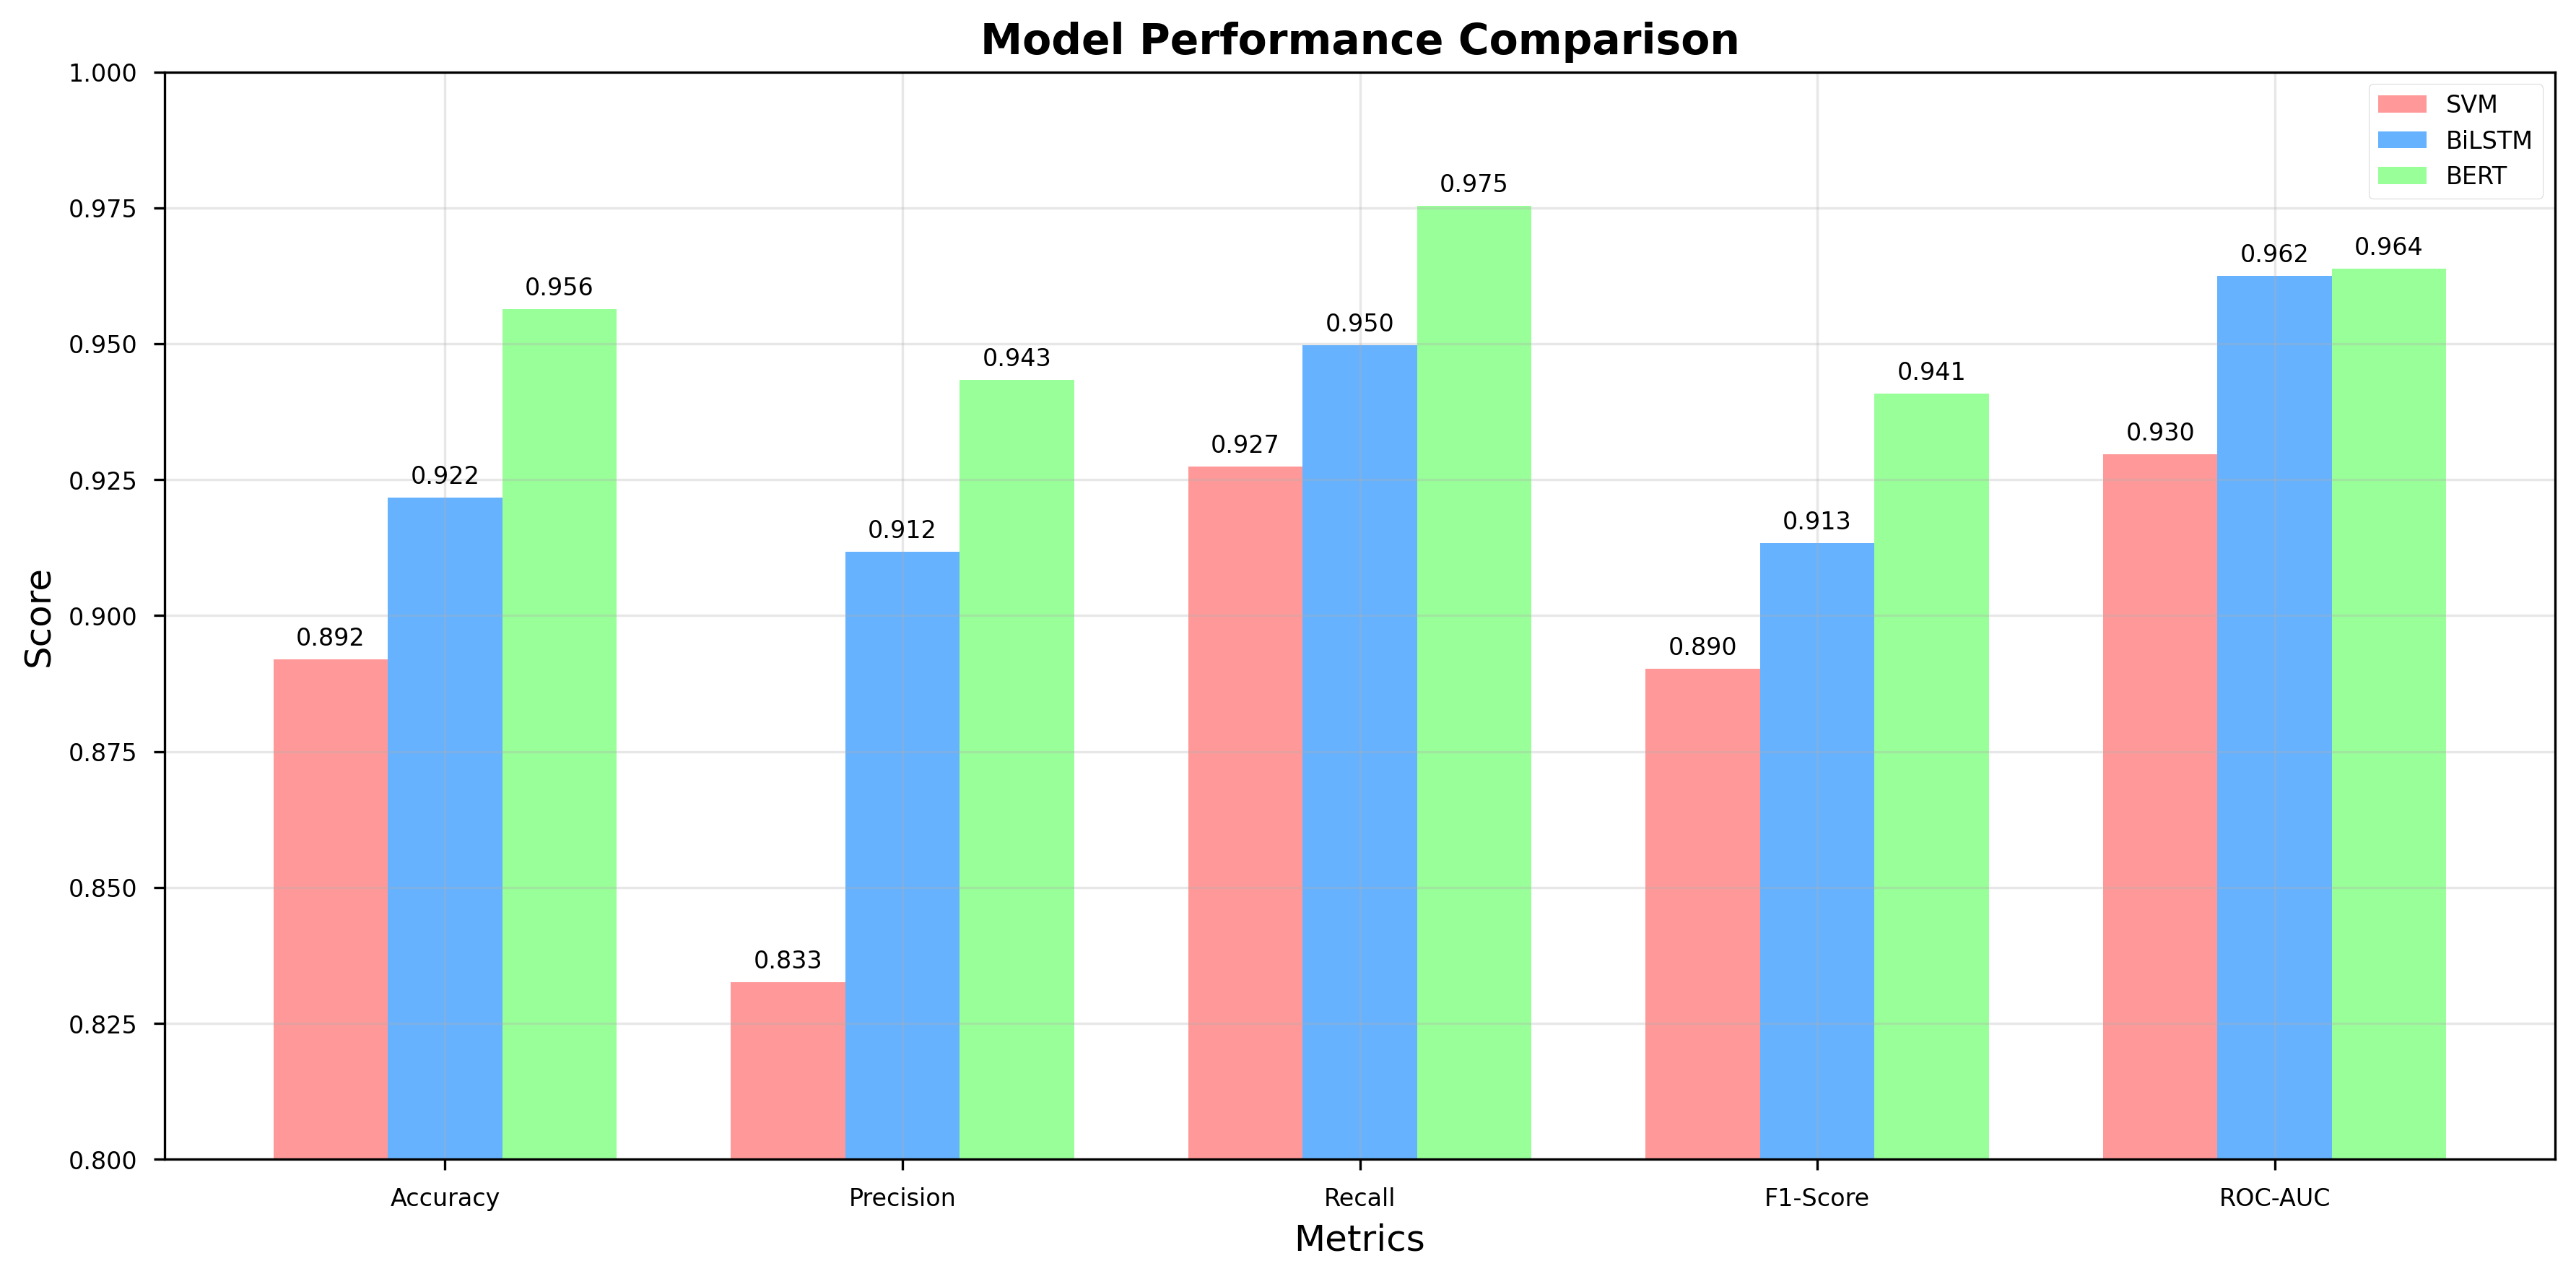 Model Performance Comparison
1.000
0.975
0.950
0.925
0.900
0.875
0.850
0.825
0.800
Score
SVM
BiLSTM
BERT
0.892
0.922
0.956
0.833
0.912
0.943
0.927
0.950
0.975
0.890
0.913
0.941
0.930
0.962
0.964
Accuracy
Precision
Recall
F1-Score
ROC-AUC
Metrics